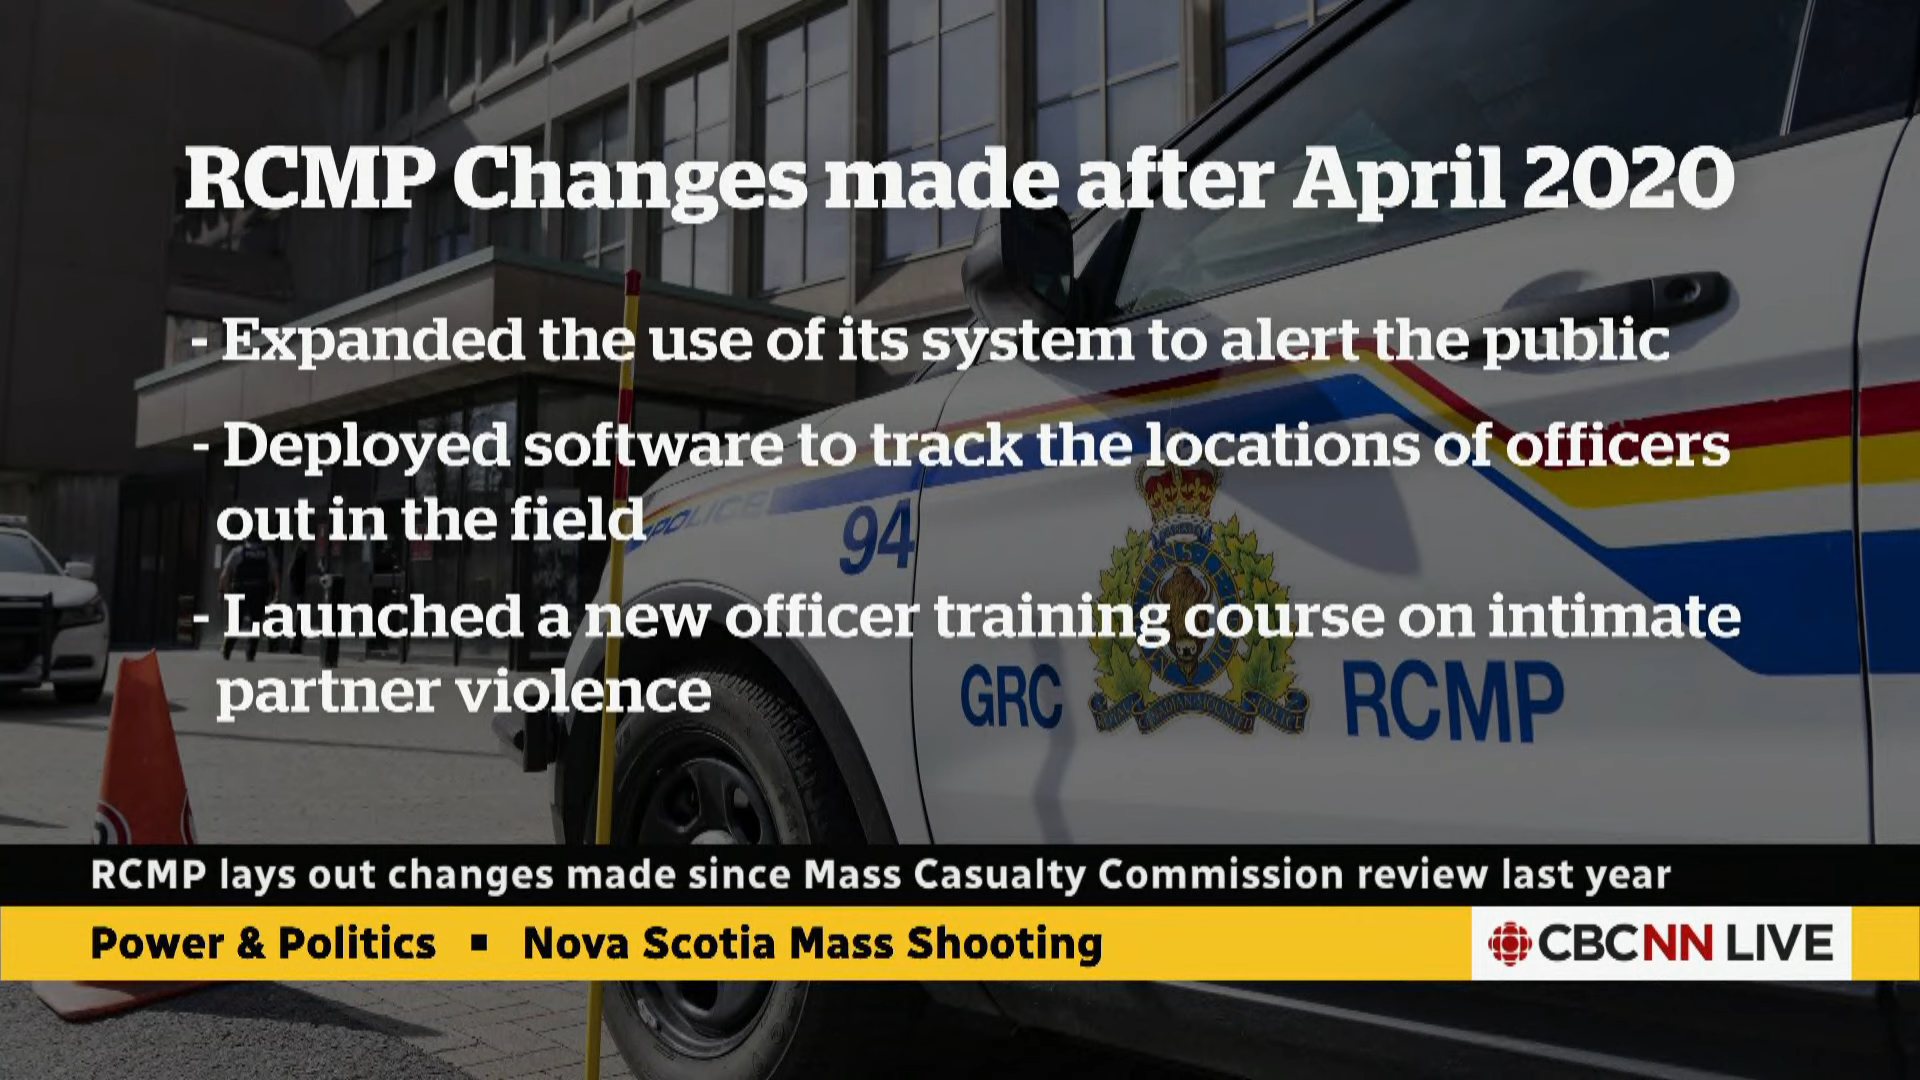 RCMP Changes made after April 2020
- Expanded the use of its system to alert the public
- Deployed software to track the locations of officers
out in the field
- Launched a new officer training course on intimate
partner violence
POLICE
94
GRC RCMP
RCMP lays out changes made since Mass Casualty Commission review last year
Power & Politics ▪ Nova Scotia Mass Shooting
CBCNN LIVE